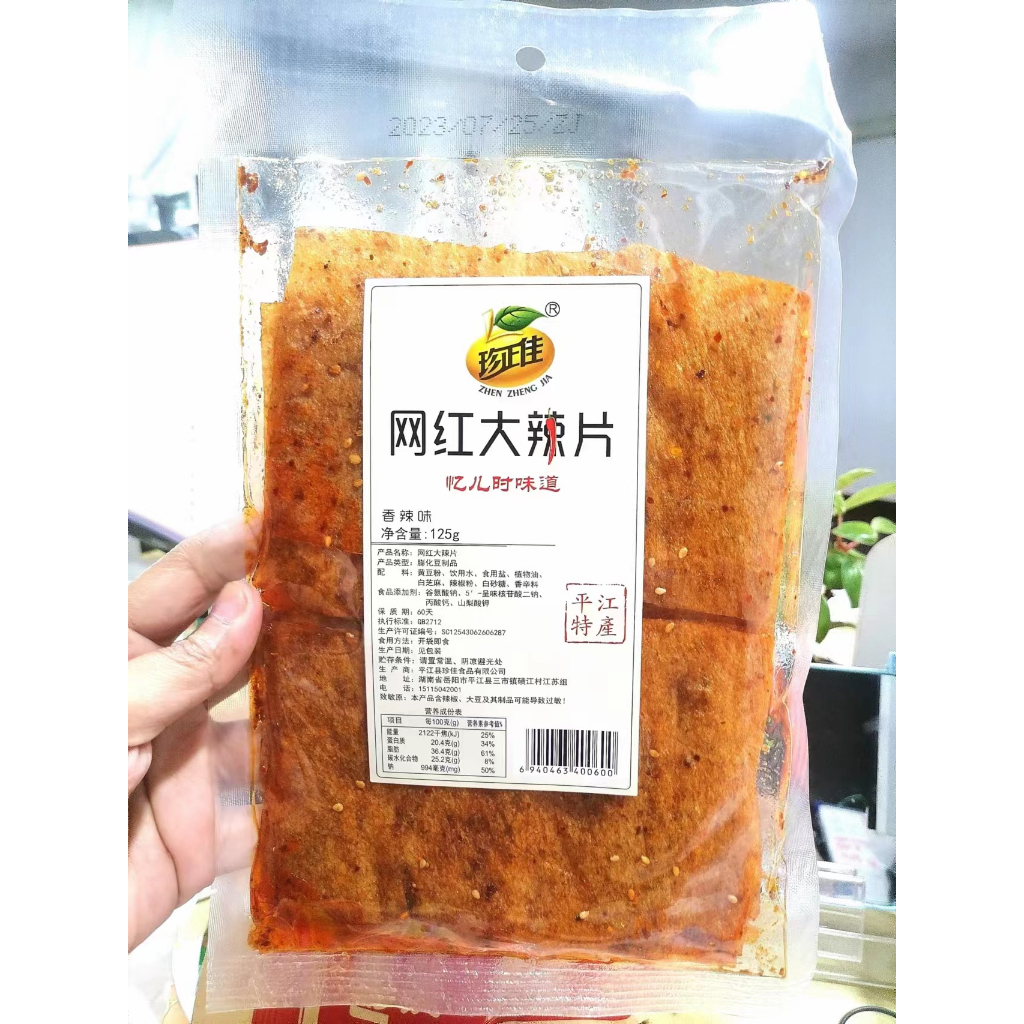 2023/07/25/ZJ
珍正佳®
ZHEN ZHENG JIA
网红大辣片
忆儿时味道
香辣味
净含量:125g
产品名称: 网红大辣片
产品类型: 膨化豆制品
配 料: 黄豆粉、饮用水、食用盐、植物油、
白芝麻、辣椒粉、白砂糖、香辛料
食品添加剂: 谷氨酸钠、5'-呈味核苷酸二钠、
丙酸钙、山梨酸钾
保 质 期: 60天
执行标准: GB2712
生产许可证编号: SC12543062606287
食用方法: 开袋即食
生产日期: 见包装
贮存条件: 请置常温、阴凉避光处
生 产 商: 平江县珍佳食品有限公司
地 址: 湖南省岳阳市平江县三市镇碛江村江苏组
电 话: 15115042001
致敏原: 本产品含辣椒、大豆及其制品可能导致过敏!
平江
特產
营养成份表
项目 每100克(g) 营养素参考值%
能量 2122千焦(kJ) 25%
蛋白质 20.4克(g) 34%
脂肪 36.4克(g) 61%
碳水化合物 25.2克(g) 8%
钠 994毫克(mg) 50%
6 940463 400600